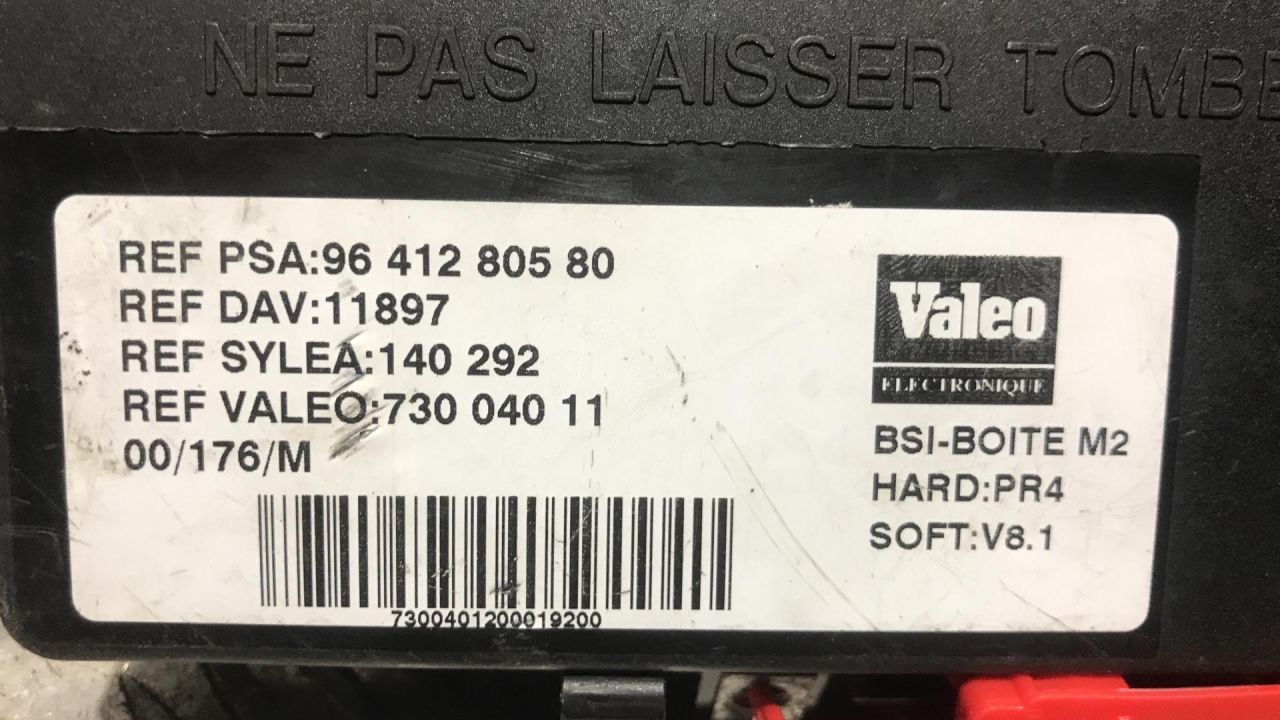 NE PAS LAISSER TOMBE
REF PSA:96 412 805 80
REF DAV:11897
REF SYLEA:140 292
REF VALEO:730 040 11
00/176/M
7300401200019200
Valeo
ELECTRONIQUE
BSI-BOITE M2
HARD:PR4
SOFT:V8.1